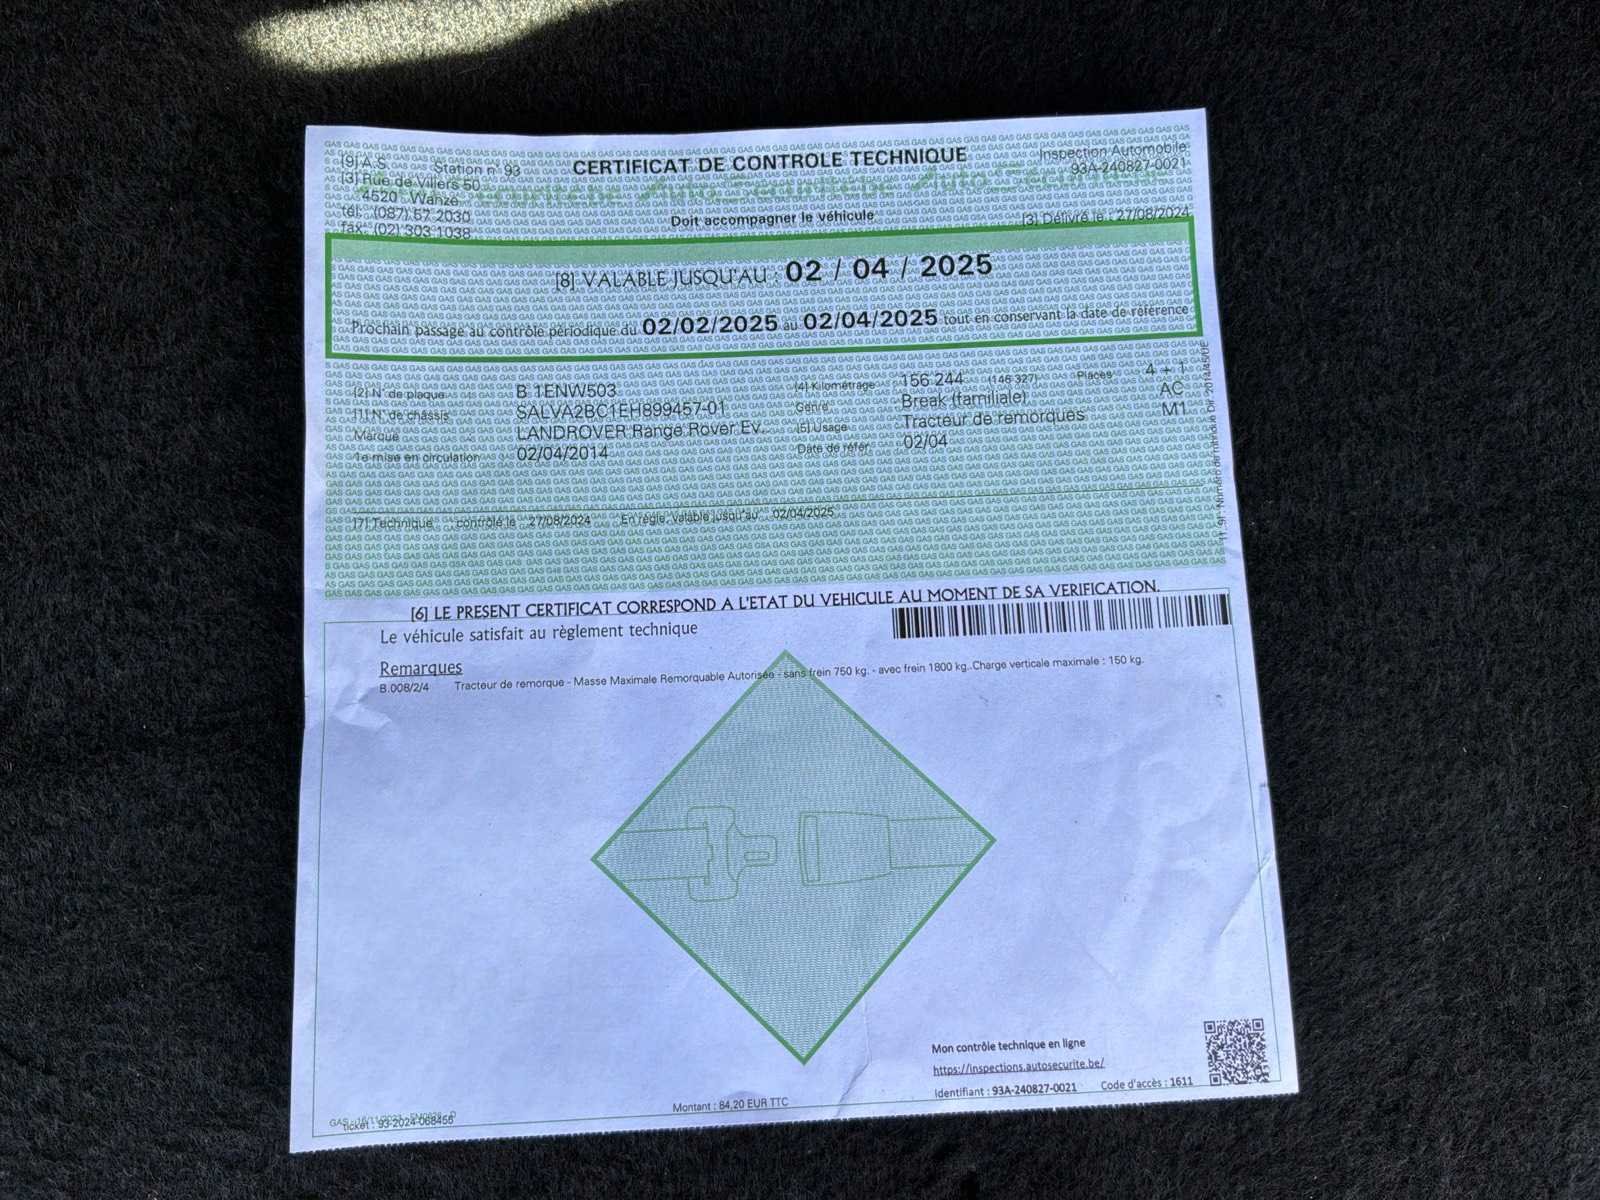 [9] A.S. Station n° 93
[3] Rue de Villers 50
4520 Wanze
tél.: (087) 57 2030
fax: (02) 303 1038
CERTIFICAT DE CONTROLE TECHNIQUE
Doit accompagner le véhicule
Inspection Automobile
93A-240827-0021
[3] Délivré le : 27/08/2024
[8] VALABLE JUSQU'AU : 02 / 04 / 2025
Prochain passage au contrôle périodique du 02/02/2025 au 02/04/2025 tout en conservant la date de référence
[2] N° de plaque B 1ENW503 [4] Kilométrage 156 244 (146 327) Places 4 + 1
[1] N° de châssis SALVA2BC1EH899457-01 Genre Break (familiale) AC
Marque LANDROVER Range Rover Ev... [5] Usage Tracteur de remorques M1
1e mise en circulation 02/04/2014 Date de référ. 02/04
[7] Technique : contrôlé le : 27/08/2024 En règle, valable jusqu'au 02/04/2025
[6] LE PRESENT CERTIFICAT CORRESPOND A L'ETAT DU VEHICULE AU MOMENT DE SA VERIFICATION.
Le véhicule satisfait au règlement technique
Remarques
B.008/2/4 Tracteur de remorque - Masse Maximale Remorquable Autorisée - sans frein 750 kg. - avec frein 1800 kg..Charge verticale maximale : 150 kg.
Mon contrôle technique en ligne
https://inspections.autosecurite.be/
Identifiant : 93A-240827-0021 Code d'accès : 1611
Montant : 84,20 EUR TTC
ticket : 93-2024-068455